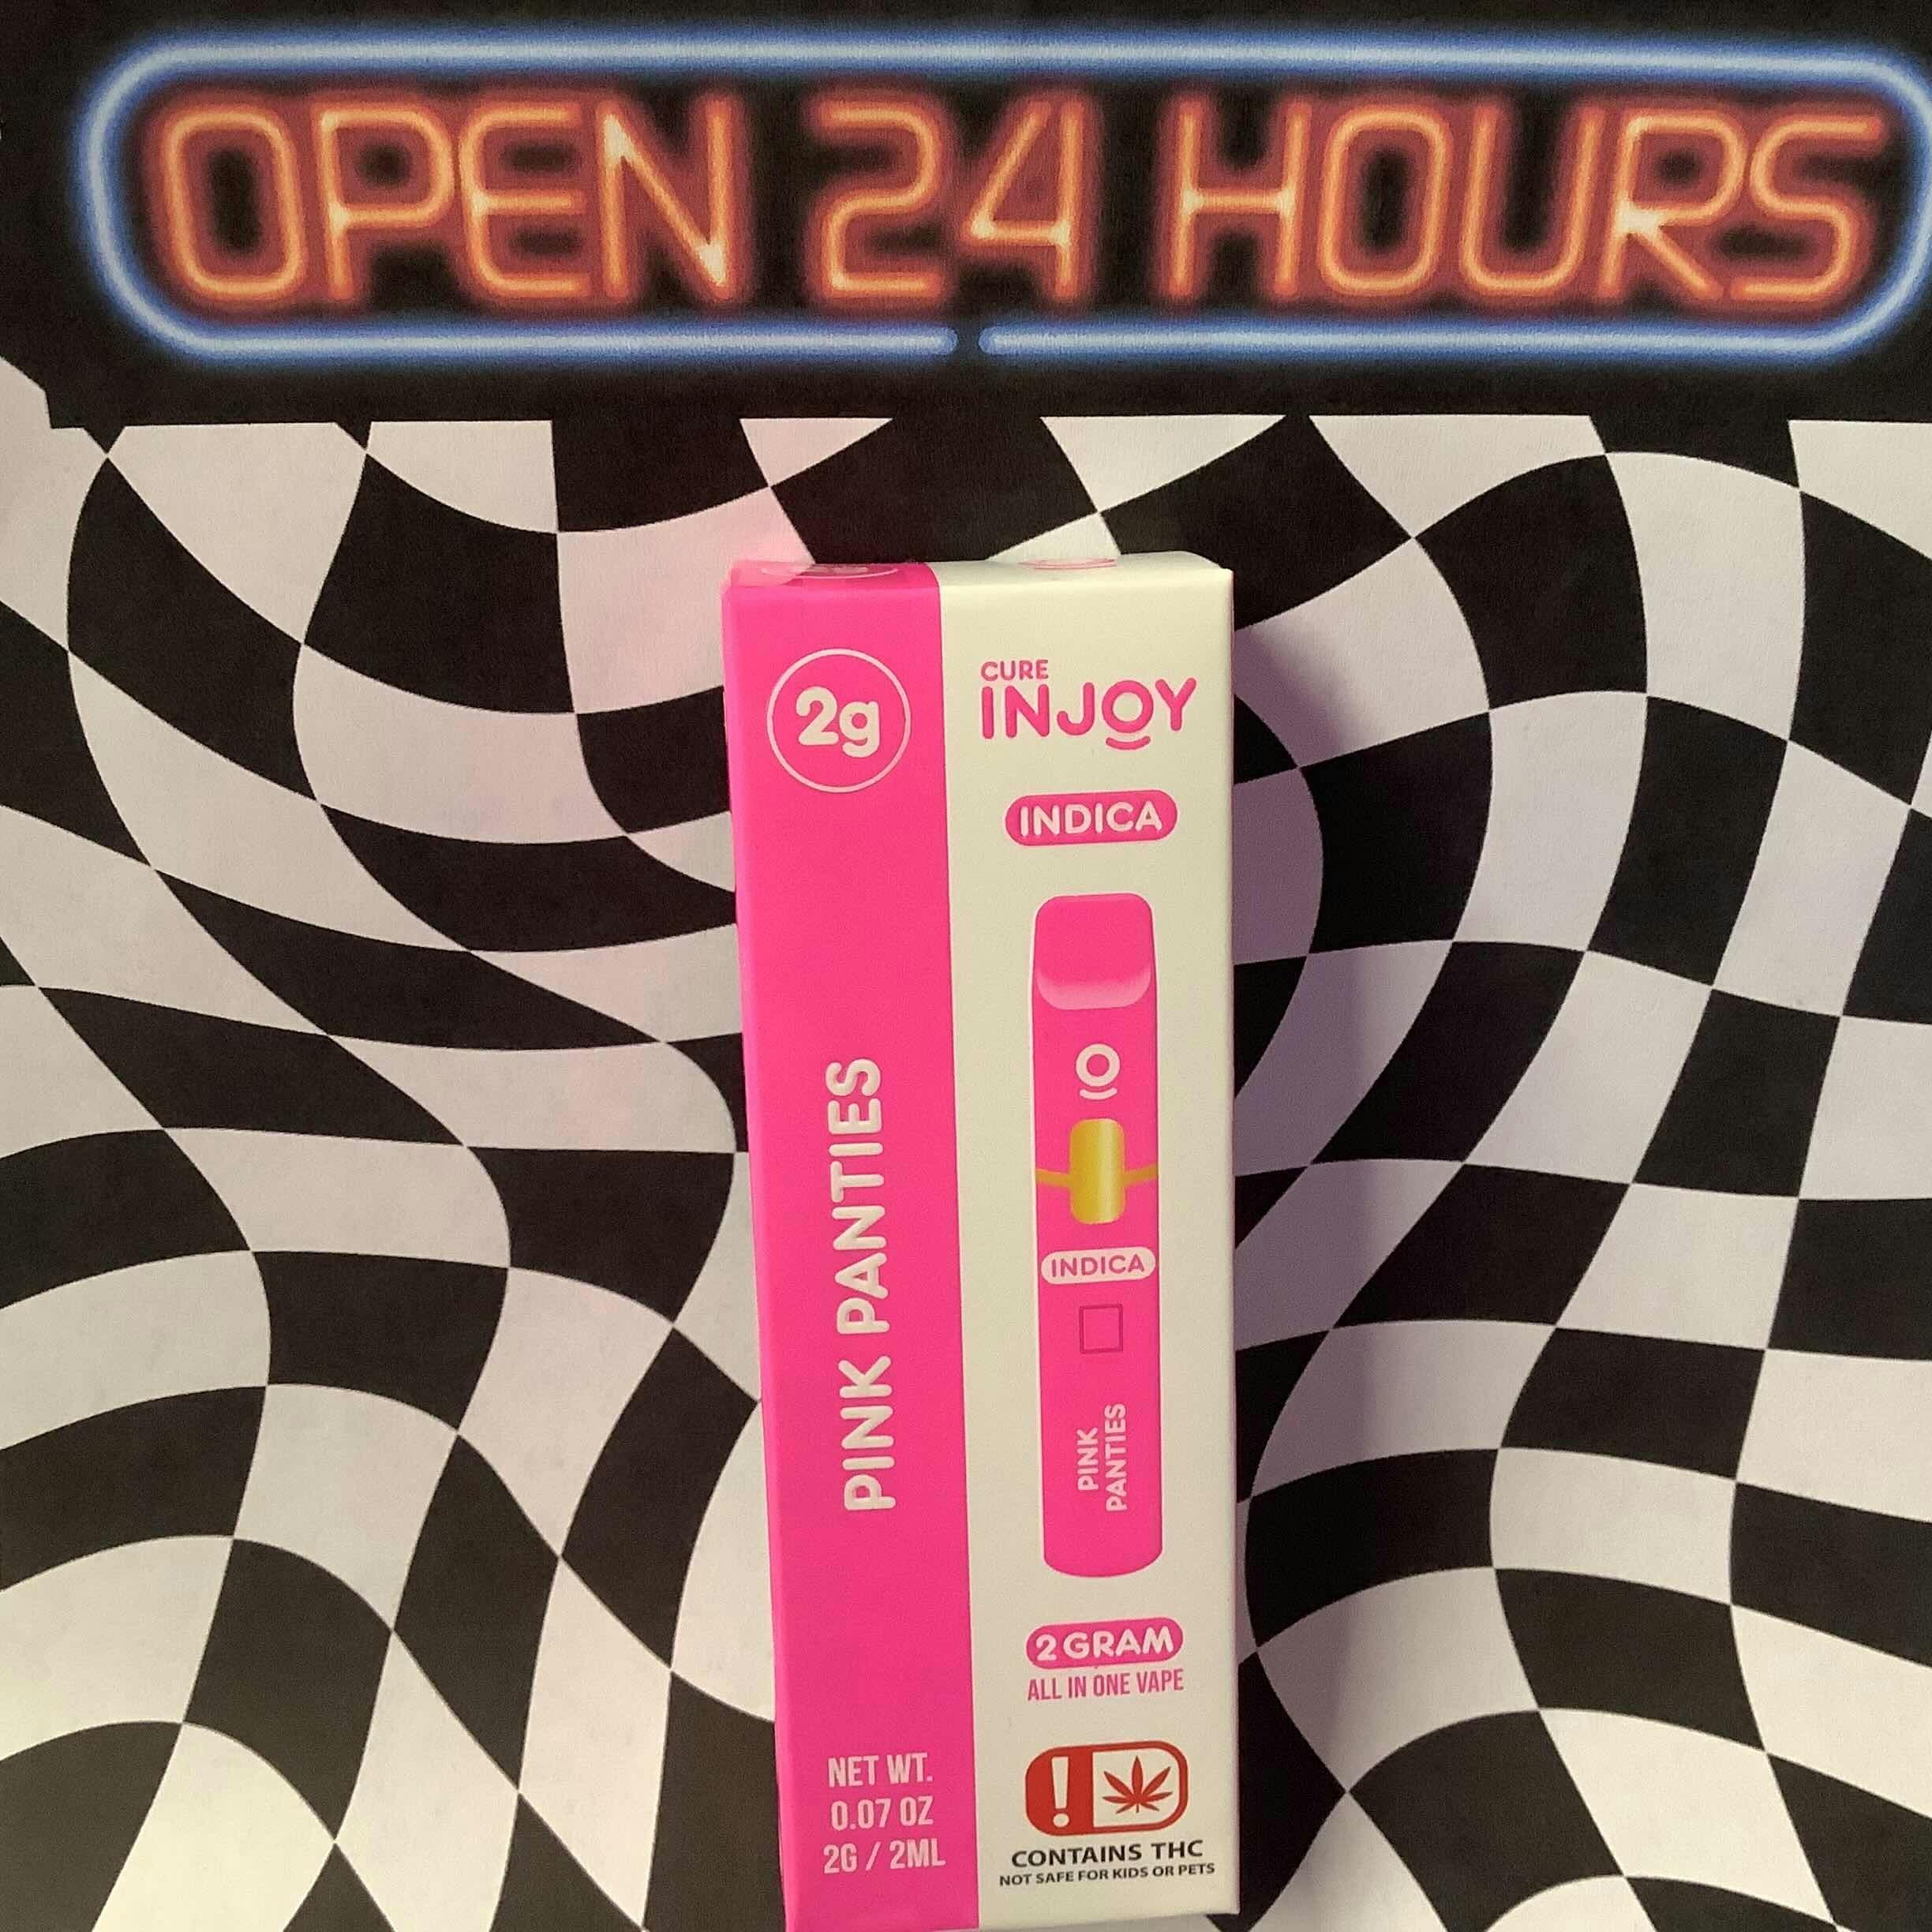 OPEN 24 HOURS
2g
PINK PANTIES
NET WT.
0.07 OZ
2G / 2ML
CURE
INJOY
INDICA
INDICA
PINK
PANTIES
2 GRAM
ALL IN ONE VAPE
!
CONTAINS THC
NOT SAFE FOR KIDS OR PETS